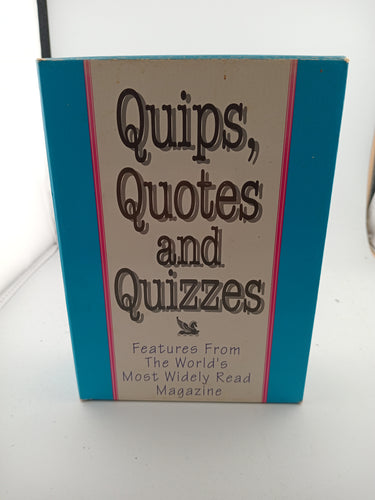 Quips,
Quotes
and
Quizzes
Features From
The World's
Most Widely Read
Magazine